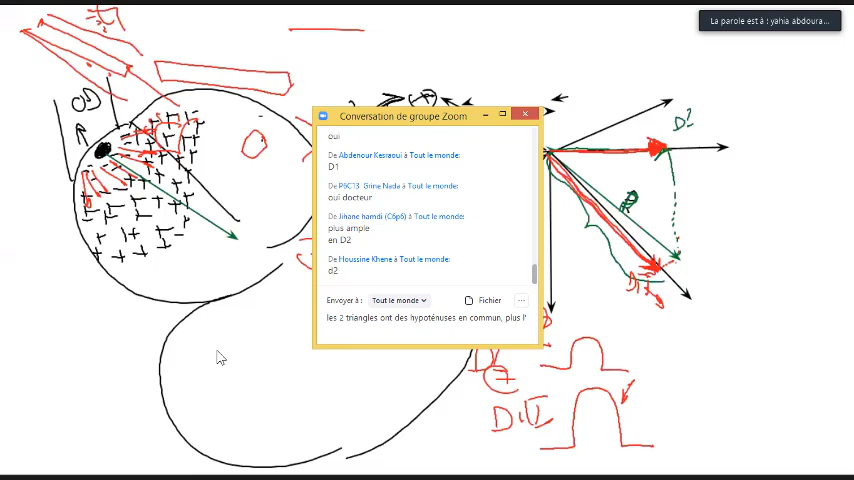 La parole est à : yahia abdoura...
Conversation de groupe Zoom
oui
De Abdenour Kesraoui à Tout le monde:
D1
De P6C13. Grine Nada à Tout le monde:
oui docteur
De Jihane hamdi (C6p6) à Tout le monde:
plus ample
en D2
De Houssine Khene à Tout le monde:
d2
Envoyer à : Tout le monde
Fichier
...
les 2 triangles ont des hypoténuses en commun, plus l'
OD
D1